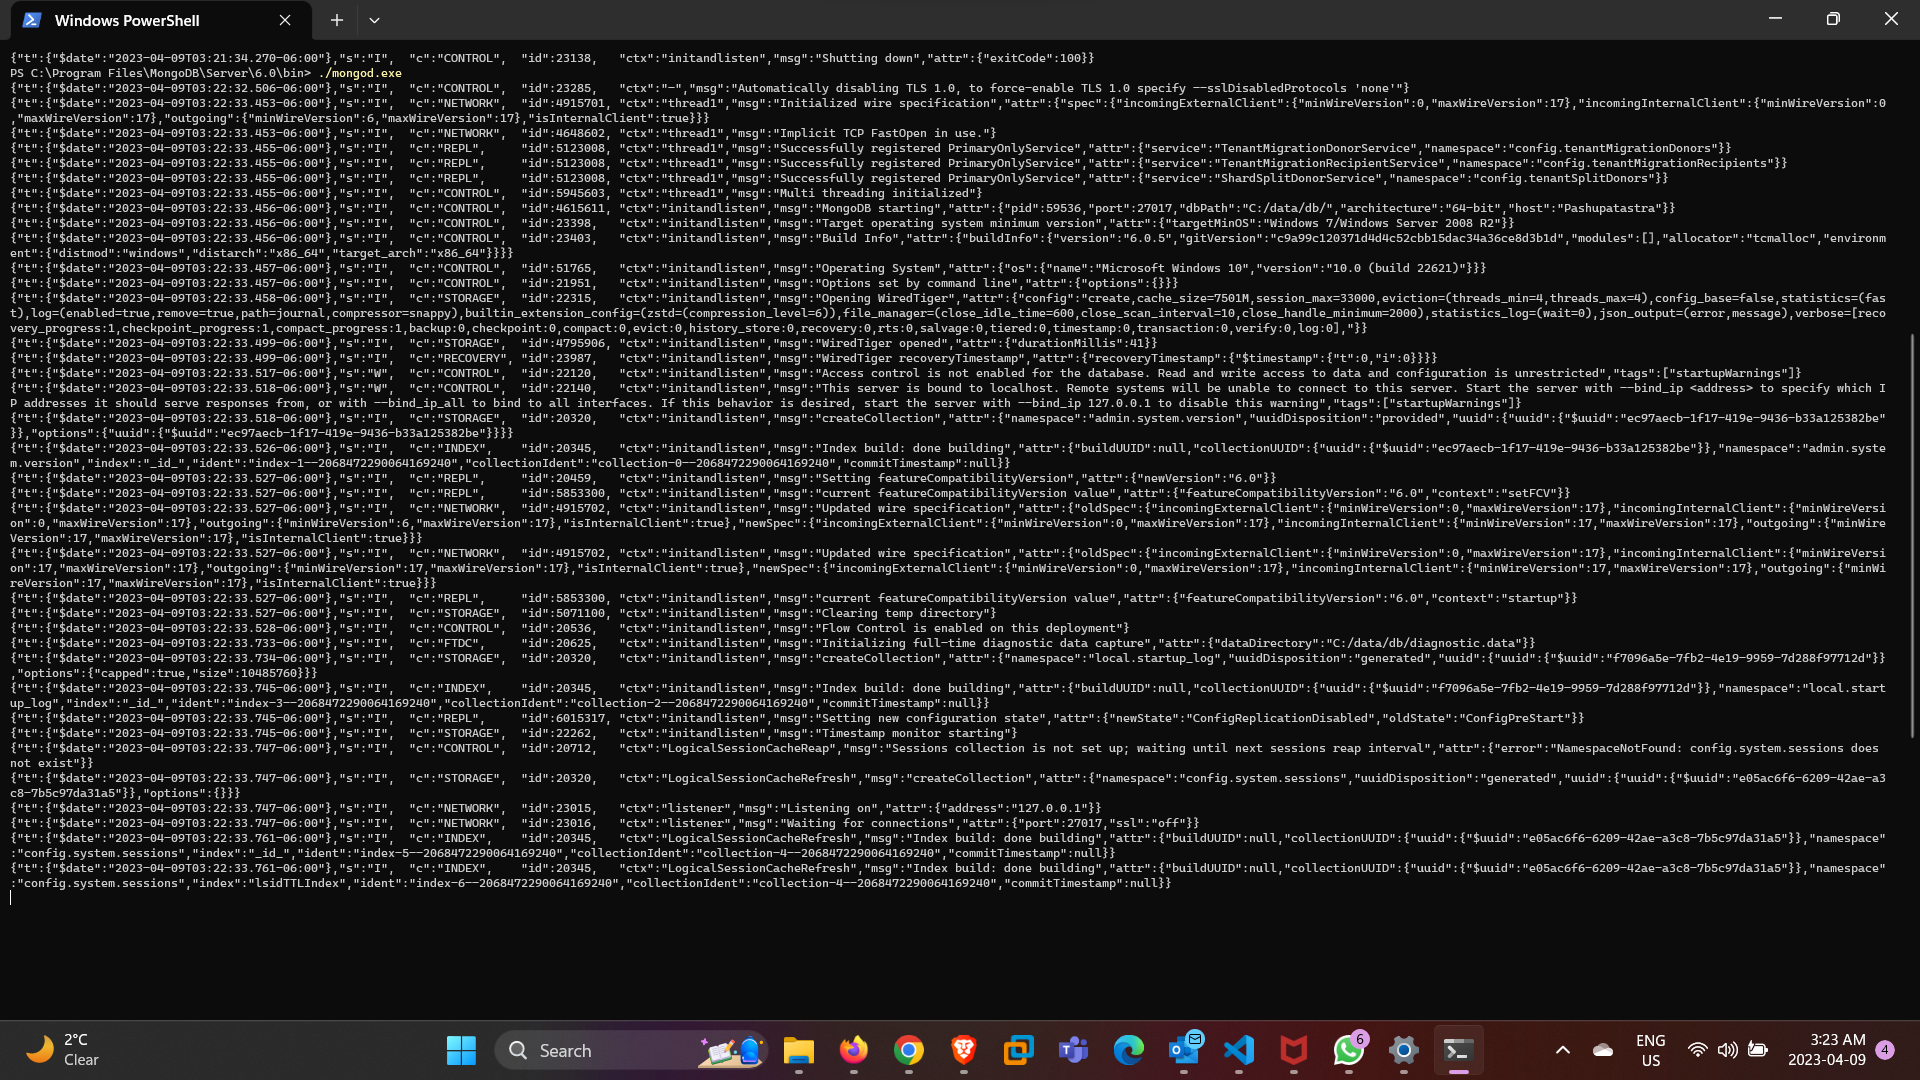 Windows PowerShell
{"t":{"$date":"2023-04-09T03:21:34.270-06:00"},"s":"I",  "c":"CONTROL",  "id":23138,   "ctx":"initandlisten","msg":"Shutting down","attr":{"exitCode":100}}
PS C:\Program Files\MongoDB\Server\6.0\bin> ./mongod.exe
{"t":{"$date":"2023-04-09T03:22:32.506-06:00"},"s":"I",  "c":"CONTROL",  "id":23285,   "ctx":"-","msg":"Automatically disabling TLS 1.0, to force-enable TLS 1.0 specify --sslDisabledProtocols 'none'"}
{"t":{"$date":"2023-04-09T03:22:33.453-06:00"},"s":"I",  "c":"NETWORK",  "id":4915701, "ctx":"thread1","msg":"Initialized wire specification","attr":{"spec":{"incomingExternalClient":{"minWireVersion":0,"maxWireVersion":17},"incomingInternalClient":{"minWireVersion":0
,"maxWireVersion":17},"outgoing":{"minWireVersion":6,"maxWireVersion":17},"isInternalClient":true}}}
{"t":{"$date":"2023-04-09T03:22:33.453-06:00"},"s":"I",  "c":"NETWORK",  "id":4648602, "ctx":"thread1","msg":"Implicit TCP FastOpen in use."}
{"t":{"$date":"2023-04-09T03:22:33.455-06:00"},"s":"I",  "c":"REPL",     "id":5123008, "ctx":"thread1","msg":"Successfully registered PrimaryOnlyService","attr":{"service":"TenantMigrationDonorService","namespace":"config.tenantMigrationDonors"}}
{"t":{"$date":"2023-04-09T03:22:33.455-06:00"},"s":"I",  "c":"REPL",     "id":5123008, "ctx":"thread1","msg":"Successfully registered PrimaryOnlyService","attr":{"service":"TenantMigrationRecipientService","namespace":"config.tenantMigrationRecipients"}}
{"t":{"$date":"2023-04-09T03:22:33.455-06:00"},"s":"I",  "c":"REPL",     "id":5123008, "ctx":"thread1","msg":"Successfully registered PrimaryOnlyService","attr":{"service":"ShardSplitDonorService","namespace":"config.tenantSplitDonors"}}
{"t":{"$date":"2023-04-09T03:22:33.455-06:00"},"s":"I",  "c":"CONTROL",  "id":5945603, "ctx":"thread1","msg":"Multi threading initialized"}
{"t":{"$date":"2023-04-09T03:22:33.456-06:00"},"s":"I",  "c":"CONTROL",  "id":4615611, "ctx":"initandlisten","msg":"MongoDB starting","attr":{"pid":59536,"port":27017,"dbPath":"C:/data/db/","architecture":"64-bit","host":"Pashupatastra"}}
{"t":{"$date":"2023-04-09T03:22:33.456-06:00"},"s":"I",  "c":"CONTROL",  "id":23398,   "ctx":"initandlisten","msg":"Target operating system minimum version","attr":{"targetMinOS":"Windows 7/Windows Server 2008 R2"}}
{"t":{"$date":"2023-04-09T03:22:33.456-06:00"},"s":"I",  "c":"CONTROL",  "id":23403,   "ctx":"initandlisten","msg":"Build Info","attr":{"buildInfo":{"version":"6.0.5","gitVersion":"c9a99c120371d4d4c52cbb15dac34a36ce8d3b1d","modules":[],"allocator":"tcmalloc","environm
ent":{"distmod":"windows","distarch":"x86_64","target_arch":"x86_64"}}}}
{"t":{"$date":"2023-04-09T03:22:33.457-06:00"},"s":"I",  "c":"CONTROL",  "id":51765,   "ctx":"initandlisten","msg":"Operating System","attr":{"os":{"name":"Microsoft Windows 10","version":"10.0 (build 22621)"}}}
{"t":{"$date":"2023-04-09T03:22:33.457-06:00"},"s":"I",  "c":"CONTROL",  "id":21951,   "ctx":"initandlisten","msg":"Options set by command line","attr":{"options":{}}}
{"t":{"$date":"2023-04-09T03:22:33.458-06:00"},"s":"I",  "c":"STORAGE",  "id":22315,   "ctx":"initandlisten","msg":"Opening WiredTiger","attr":{"config":"create,cache_size=7501M,session_max=33000,eviction=(threads_min=4,threads_max=4),config_base=false,statistics=(fas
t),log=(enabled=true,remove=true,path=journal,compressor=snappy),builtin_extension_config=(zstd=(compression_level=6)),file_manager=(close_idle_time=600,close_scan_interval=10,close_handle_minimum=2000),statistics_log=(wait=0),json_output=(error,message),verbose=[reco
very_progress:1,checkpoint_progress:1,compact_progress:1,backup:0,checkpoint:0,compact:0,evict:0,history_store:0,recovery:0,rts:0,salvage:0,tiered:0,timestamp:0,transaction:0,verify:0,log:0],"}}
{"t":{"$date":"2023-04-09T03:22:33.499-06:00"},"s":"I",  "c":"STORAGE",  "id":4795906, "ctx":"initandlisten","msg":"WiredTiger opened","attr":{"durationMillis":41}}
{"t":{"$date":"2023-04-09T03:22:33.499-06:00"},"s":"I",  "c":"RECOVERY", "id":23987,   "ctx":"initandlisten","msg":"WiredTiger recoveryTimestamp","attr":{"recoveryTimestamp":{"$timestamp":{"t":0,"i":0}}}}
{"t":{"$date":"2023-04-09T03:22:33.517-06:00"},"s":"W",  "c":"CONTROL",  "id":22120,   "ctx":"initandlisten","msg":"Access control is not enabled for the database. Read and write access to data and configuration is unrestricted","tags":["startupWarnings"]}
{"t":{"$date":"2023-04-09T03:22:33.518-06:00"},"s":"W",  "c":"CONTROL",  "id":22140,   "ctx":"initandlisten","msg":"This server is bound to localhost. Remote systems will be unable to connect to this server. Start the server with --bind_ip <address> to specify which I
P addresses it should serve responses from, or with --bind_ip_all to bind to all interfaces. If this behavior is desired, start the server with --bind_ip 127.0.0.1 to disable this warning","tags":["startupWarnings"]}
{"t":{"$date":"2023-04-09T03:22:33.518-06:00"},"s":"I",  "c":"STORAGE",  "id":20320,   "ctx":"initandlisten","msg":"createCollection","attr":{"namespace":"admin.system.version","uuidDisposition":"provided","uuid":{"uuid":{"$uuid":"ec97aecb-1f17-419e-9436-b33a125382be"
}},"options":{"uuid":{"$uuid":"ec97aecb-1f17-419e-9436-b33a125382be"}}}}
{"t":{"$date":"2023-04-09T03:22:33.526-06:00"},"s":"I",  "c":"INDEX",    "id":20345,   "ctx":"initandlisten","msg":"Index build: done building","attr":{"buildUUID":null,"collectionUUID":{"uuid":{"$uuid":"ec97aecb-1f17-419e-9436-b33a125382be"}},"namespace":"admin.syste
m.version","index":"_id_","ident":"index-1--2068472290064169240","collectionIdent":"collection-0--2068472290064169240","commitTimestamp":null}}
{"t":{"$date":"2023-04-09T03:22:33.527-06:00"},"s":"I",  "c":"REPL",     "id":20459,   "ctx":"initandlisten","msg":"Setting featureCompatibilityVersion","attr":{"newVersion":"6.0"}}
{"t":{"$date":"2023-04-09T03:22:33.527-06:00"},"s":"I",  "c":"REPL",     "id":5853300, "ctx":"initandlisten","msg":"current featureCompatibilityVersion value","attr":{"featureCompatibilityVersion":"6.0","context":"setFCV"}}
{"t":{"$date":"2023-04-09T03:22:33.527-06:00"},"s":"I",  "c":"NETWORK",  "id":4915702, "ctx":"initandlisten","msg":"Updated wire specification","attr":{"oldSpec":{"incomingExternalClient":{"minWireVersion":0,"maxWireVersion":17},"incomingInternalClient":{"minWireVersi
on":0,"maxWireVersion":17},"outgoing":{"minWireVersion":6,"maxWireVersion":17},"isInternalClient":true},"newSpec":{"incomingExternalClient":{"minWireVersion":0,"maxWireVersion":17},"incomingInternalClient":{"minWireVersion":17,"maxWireVersion":17},"outgoing":{"minWire
Version":17,"maxWireVersion":17},"isInternalClient":true}}}
{"t":{"$date":"2023-04-09T03:22:33.527-06:00"},"s":"I",  "c":"NETWORK",  "id":4915702, "ctx":"initandlisten","msg":"Updated wire specification","attr":{"oldSpec":{"incomingExternalClient":{"minWireVersion":0,"maxWireVersion":17},"incomingInternalClient":{"minWireVersi
on":17,"maxWireVersion":17},"outgoing":{"minWireVersion":17,"maxWireVersion":17},"isInternalClient":true},"newSpec":{"incomingExternalClient":{"minWireVersion":0,"maxWireVersion":17},"incomingInternalClient":{"minWireVersion":17,"maxWireVersion":17},"outgoing":{"minWi
reVersion":17,"maxWireVersion":17},"isInternalClient":true}}}
{"t":{"$date":"2023-04-09T03:22:33.527-06:00"},"s":"I",  "c":"REPL",     "id":5853300, "ctx":"initandlisten","msg":"current featureCompatibilityVersion value","attr":{"featureCompatibilityVersion":"6.0","context":"startup"}}
{"t":{"$date":"2023-04-09T03:22:33.527-06:00"},"s":"I",  "c":"STORAGE",  "id":5071100, "ctx":"initandlisten","msg":"Clearing temp directory"}
{"t":{"$date":"2023-04-09T03:22:33.528-06:00"},"s":"I",  "c":"CONTROL",  "id":20536,   "ctx":"initandlisten","msg":"Flow Control is enabled on this deployment"}
{"t":{"$date":"2023-04-09T03:22:33.733-06:00"},"s":"I",  "c":"FTDC",     "id":20625,   "ctx":"initandlisten","msg":"Initializing full-time diagnostic data capture","attr":{"dataDirectory":"C:/data/db/diagnostic.data"}}
{"t":{"$date":"2023-04-09T03:22:33.734-06:00"},"s":"I",  "c":"STORAGE",  "id":20320,   "ctx":"initandlisten","msg":"createCollection","attr":{"namespace":"local.startup_log","uuidDisposition":"generated","uuid":{"uuid":{"$uuid":"f7096a5e-7fb2-4e19-9959-7d288f97712d"}}
,"options":{"capped":true,"size":10485760}}}
{"t":{"$date":"2023-04-09T03:22:33.745-06:00"},"s":"I",  "c":"INDEX",    "id":20345,   "ctx":"initandlisten","msg":"Index build: done building","attr":{"buildUUID":null,"collectionUUID":{"uuid":{"$uuid":"f7096a5e-7fb2-4e19-9959-7d288f97712d"}},"namespace":"local.start
up_log","index":"_id_","ident":"index-3--2068472290064169240","collectionIdent":"collection-2--2068472290064169240","commitTimestamp":null}}
{"t":{"$date":"2023-04-09T03:22:33.745-06:00"},"s":"I",  "c":"REPL",     "id":6015317, "ctx":"initandlisten","msg":"Setting new configuration state","attr":{"newState":"ConfigReplicationDisabled","oldState":"ConfigPreStart"}}
{"t":{"$date":"2023-04-09T03:22:33.745-06:00"},"s":"I",  "c":"STORAGE",  "id":22262,   "ctx":"initandlisten","msg":"Timestamp monitor starting"}
{"t":{"$date":"2023-04-09T03:22:33.747-06:00"},"s":"I",  "c":"CONTROL",  "id":20712,   "ctx":"LogicalSessionCacheReap","msg":"Sessions collection is not set up; waiting until next sessions reap interval","attr":{"error":"NamespaceNotFound: config.system.sessions does
not exist"}}
{"t":{"$date":"2023-04-09T03:22:33.747-06:00"},"s":"I",  "c":"STORAGE",  "id":20320,   "ctx":"LogicalSessionCacheRefresh","msg":"createCollection","attr":{"namespace":"config.system.sessions","uuidDisposition":"generated","uuid":{"uuid":{"$uuid":"e05ac6f6-6209-42ae-a3
c8-7b5c97da31a5"}},"options":{}}}
{"t":{"$date":"2023-04-09T03:22:33.747-06:00"},"s":"I",  "c":"NETWORK",  "id":23015,   "ctx":"listener","msg":"Listening on","attr":{"address":"127.0.0.1"}}
{"t":{"$date":"2023-04-09T03:22:33.747-06:00"},"s":"I",  "c":"NETWORK",  "id":23016,   "ctx":"listener","msg":"Waiting for connections","attr":{"port":27017,"ssl":"off"}}
{"t":{"$date":"2023-04-09T03:22:33.761-06:00"},"s":"I",  "c":"INDEX",    "id":20345,   "ctx":"LogicalSessionCacheRefresh","msg":"Index build: done building","attr":{"buildUUID":null,"collectionUUID":{"uuid":{"$uuid":"e05ac6f6-6209-42ae-a3c8-7b5c97da31a5"}},"namespace"
:"config.system.sessions","index":"_id_","ident":"index-5--2068472290064169240","collectionIdent":"collection-4--2068472290064169240","commitTimestamp":null}}
{"t":{"$date":"2023-04-09T03:22:33.761-06:00"},"s":"I",  "c":"INDEX",    "id":20345,   "ctx":"LogicalSessionCacheRefresh","msg":"Index build: done building","attr":{"buildUUID":null,"collectionUUID":{"uuid":{"$uuid":"e05ac6f6-6209-42ae-a3c8-7b5c97da31a5"}},"namespace"
:"config.system.sessions","index":"lsidTTLIndex","ident":"index-6--2068472290064169240","collectionIdent":"collection-4--2068472290064169240","commitTimestamp":null}}
2°C
Clear
Search
6
ENG
US
3:23 AM
2023-04-09
4